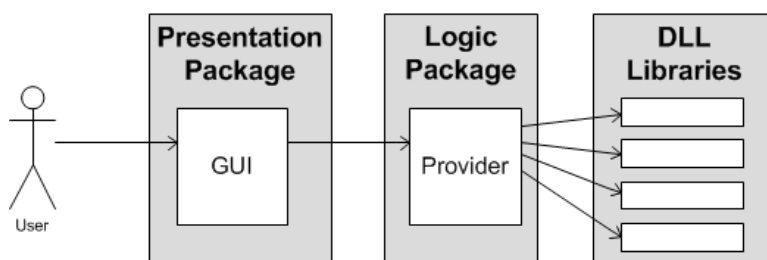 Presentation
Package
Logic
Package
DLL
Libraries
GUI
Provider
User